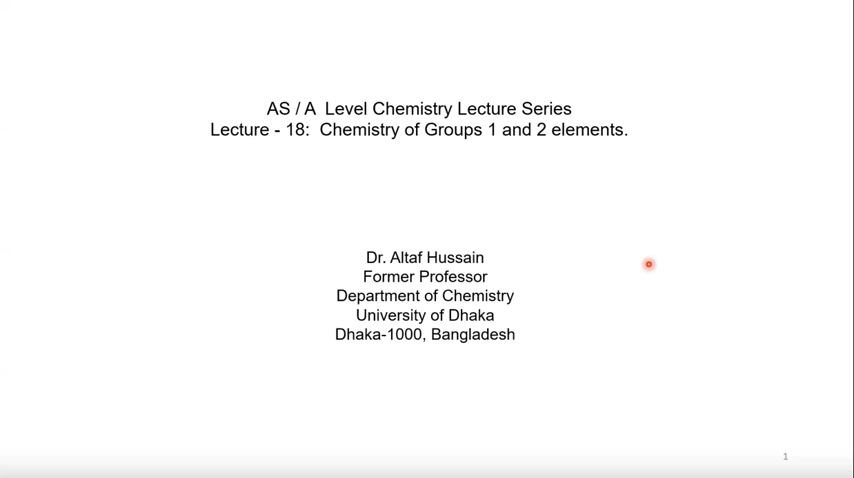 AS / A Level Chemistry Lecture Series
Lecture - 18: Chemistry of Groups 1 and 2 elements.
Dr. Altaf Hussain
Former Professor
Department of Chemistry
University of Dhaka
Dhaka-1000, Bangladesh
1